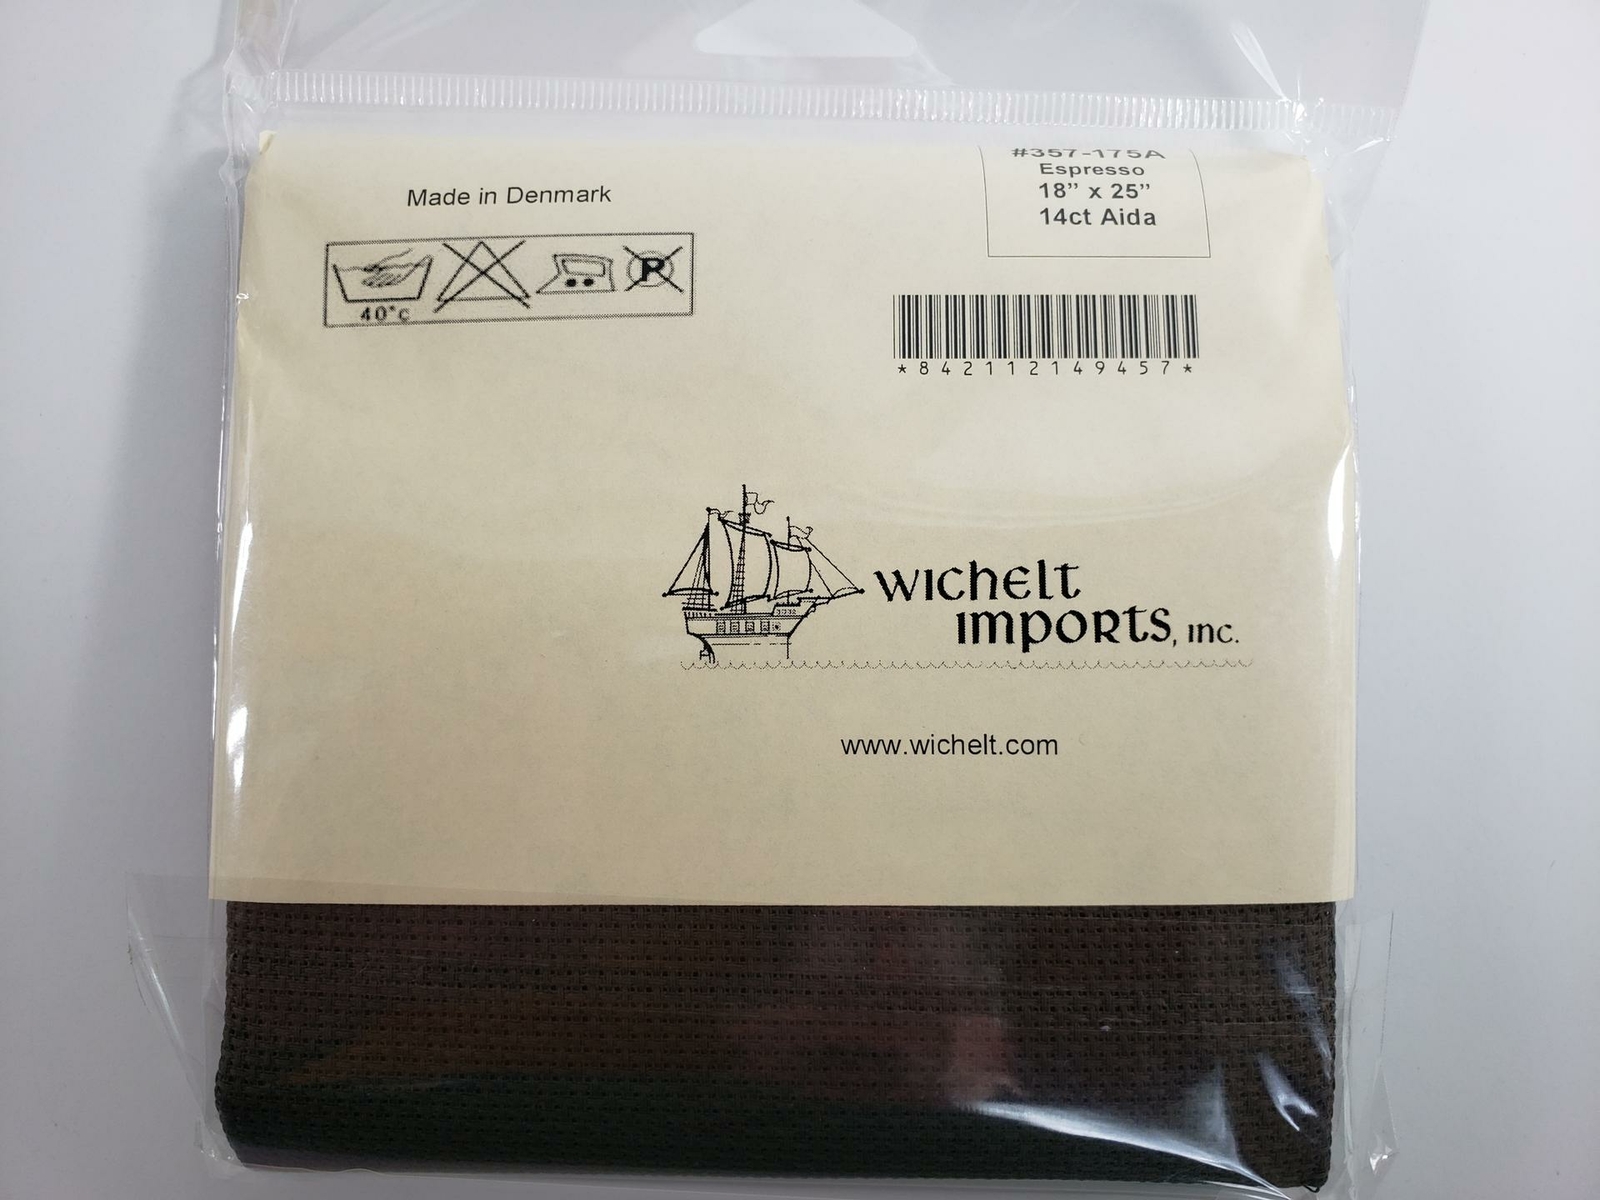 #357-175A
Espresso
18” x 25”
14ct Aida
Made in Denmark
40°c
P
*842112149457*
WICHELT
IMPORTS, INC.
www.wichelt.com